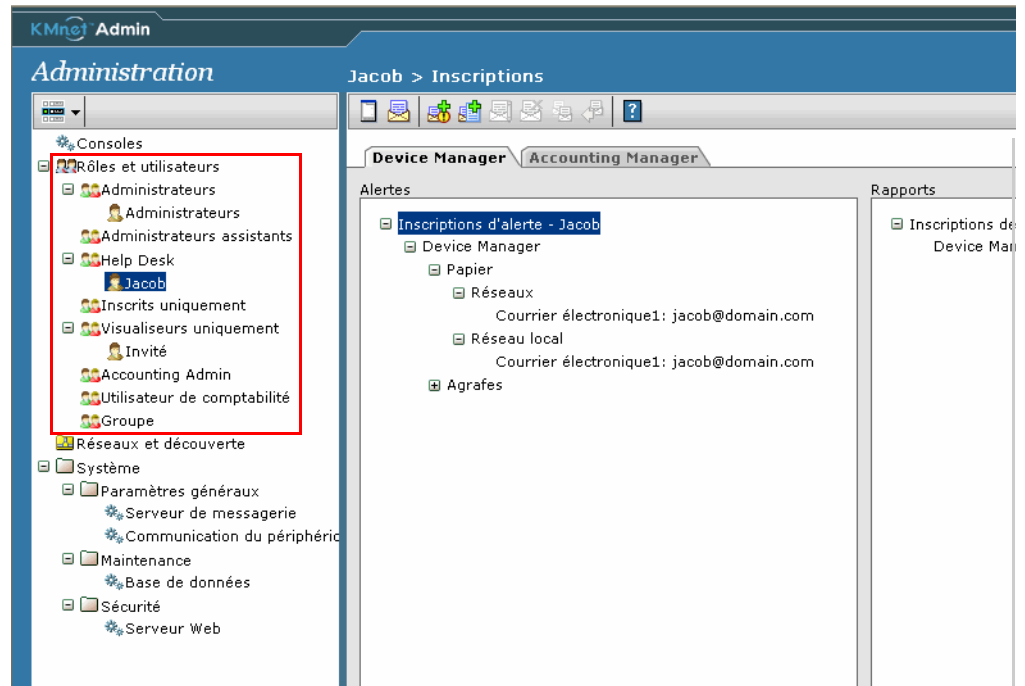 KMnet Admin
Administration
Jacob > Inscriptions
Consoles
Rôles et utilisateurs
Administrateurs
Administrateurs
Administrateurs assistants
Help Desk
Jacob
Inscrits uniquement
Visualiseurs uniquement
Invité
Accounting Admin
Utilisateur de comptabilité
Groupe
Réseaux et découverte
Système
Paramètres généraux
Serveur de messagerie
Communication du périphéric
Maintenance
Base de données
Sécurité
Serveur Web
Device Manager
Accounting Manager
Alertes
Inscriptions d'alerte - Jacob
Device Manager
Papier
Réseaux
Courrier électronique1: jacob@domain.com
Réseau local
Courrier électronique1: jacob@domain.com
Agrafes
Rapports
Inscriptions de
Device Mar